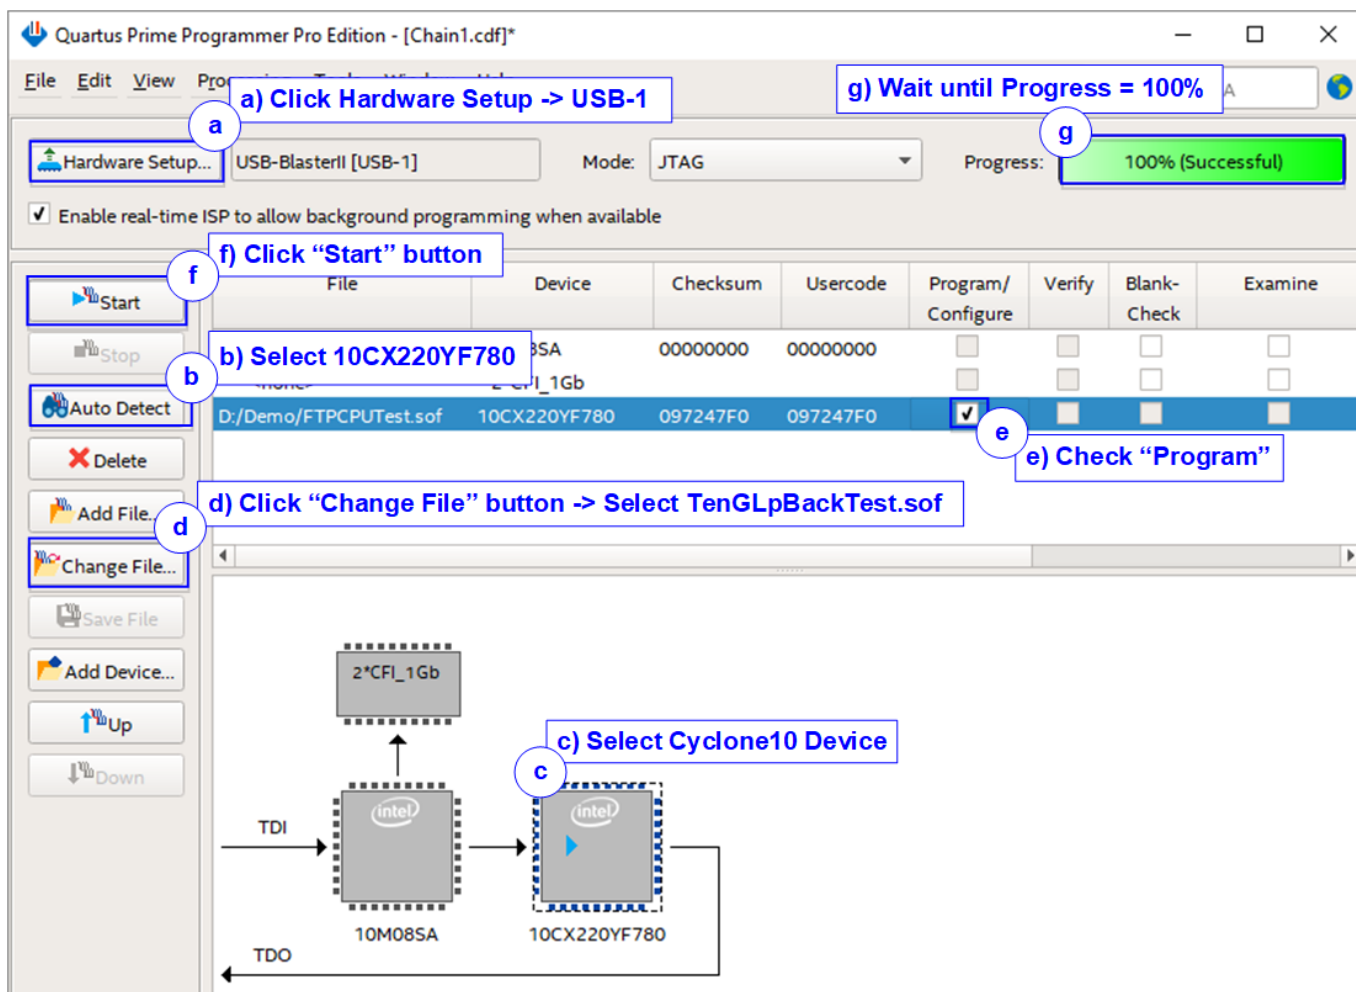 Quartus Prime Programmer Pro Edition - [Chain1.cdf]*
File Edit View
a) Click Hardware Setup -> USB-1
g) Wait until Progress = 100%
A
a
g
Hardware Setup... USB-BlasterII [USB-1] Mode: JTAG Progress: 100% (Successful)
Enable real-time ISP to allow background programming when available
f) Click “Start” button
f
File Device Checksum Usercode Program/ Configure Verify Blank- Check Examine
Start
Stop
b) Select 10CX220YF780
SA 00000000 00000000
b
2*CFI_1Gb
Auto Detect
D:/Demo/FTPCPUTest.sof 10CX220YF780 097247F0 097247F0
e
e) Check “Program”
Delete
d) Click “Change File” button -> Select TenGLpBackTest.sof
Add File...
d
Change File...
Save File
Add Device...
Up
Down
2*CFI_1Gb
c) Select Cyclone10 Device
c
intel intel
TDI
10M08SA 10CX220YF780
TDO